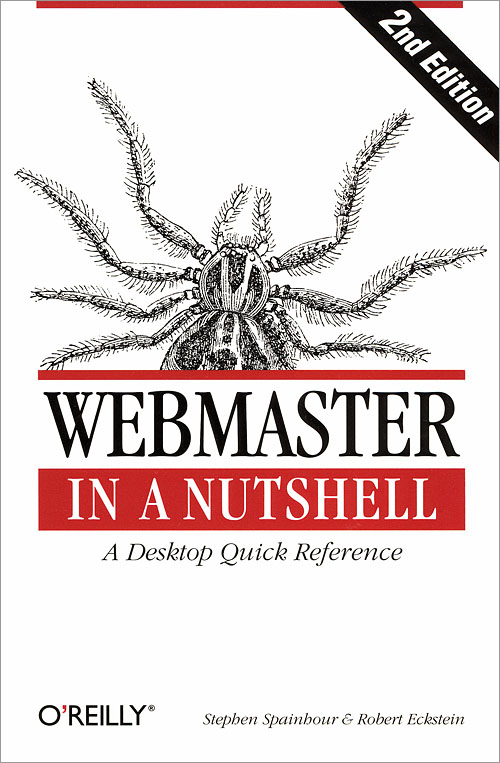 2nd Edition
WEBMASTER
IN A NUTSHELL
A Desktop Quick Reference
O'REILLY®
Stephen Spainhour & Robert Eckstein